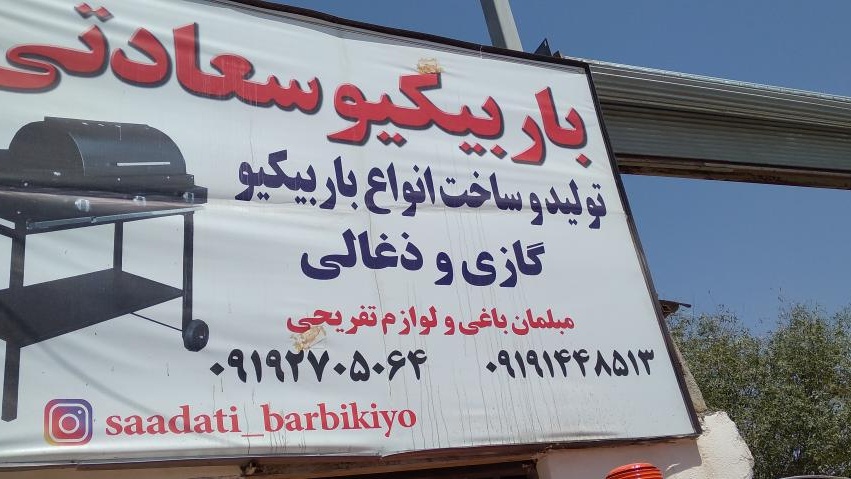 باربیکیو سعادتی
تولید و ساخت انواع باربیکیو
گازی و ذغالی
مبلمان باغی و لوازم تفریحی
۰۹۱۹۱۴۴۸۵۱۳
۰۹۱۹۲۷۰۵۰۶۴
saadati_barbikiyo